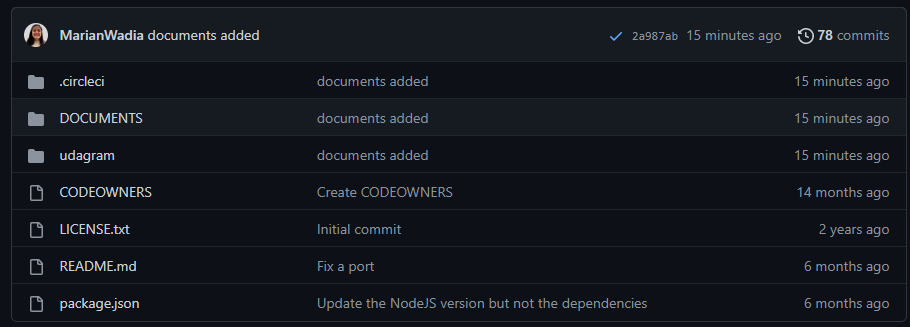 MarianWadia documents added 2a987ab 15 minutes ago 78 commits
.circleci documents added 15 minutes ago
DOCUMENTS documents added 15 minutes ago
udagram documents added 15 minutes ago
CODEOWNERS Create CODEOWNERS 14 months ago
LICENSE.txt Initial commit 2 years ago
README.md Fix a port 6 months ago
package.json Update the NodeJS version but not the dependencies 6 months ago